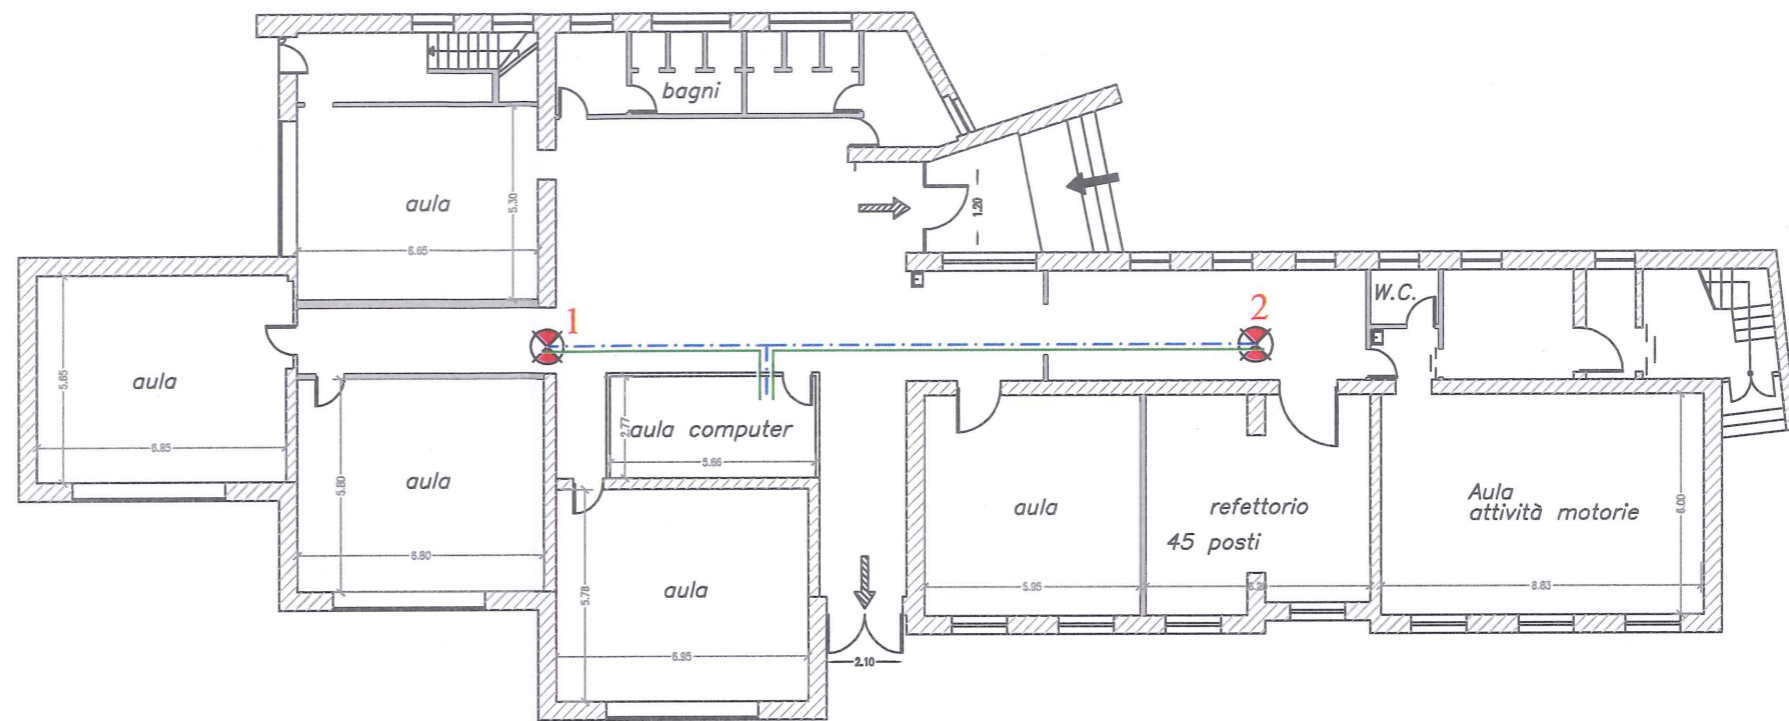 bagni
aula
5.30
6.65
1.20
1
2
W.C.
aula
5.65
6.85
aula
5.80
6.80
aula computer
2.77
5.66
aula
5.78
6.95
2.10
aula
5.95
refettorio
45 posti
Aula
attività motorie
6.00
8.83